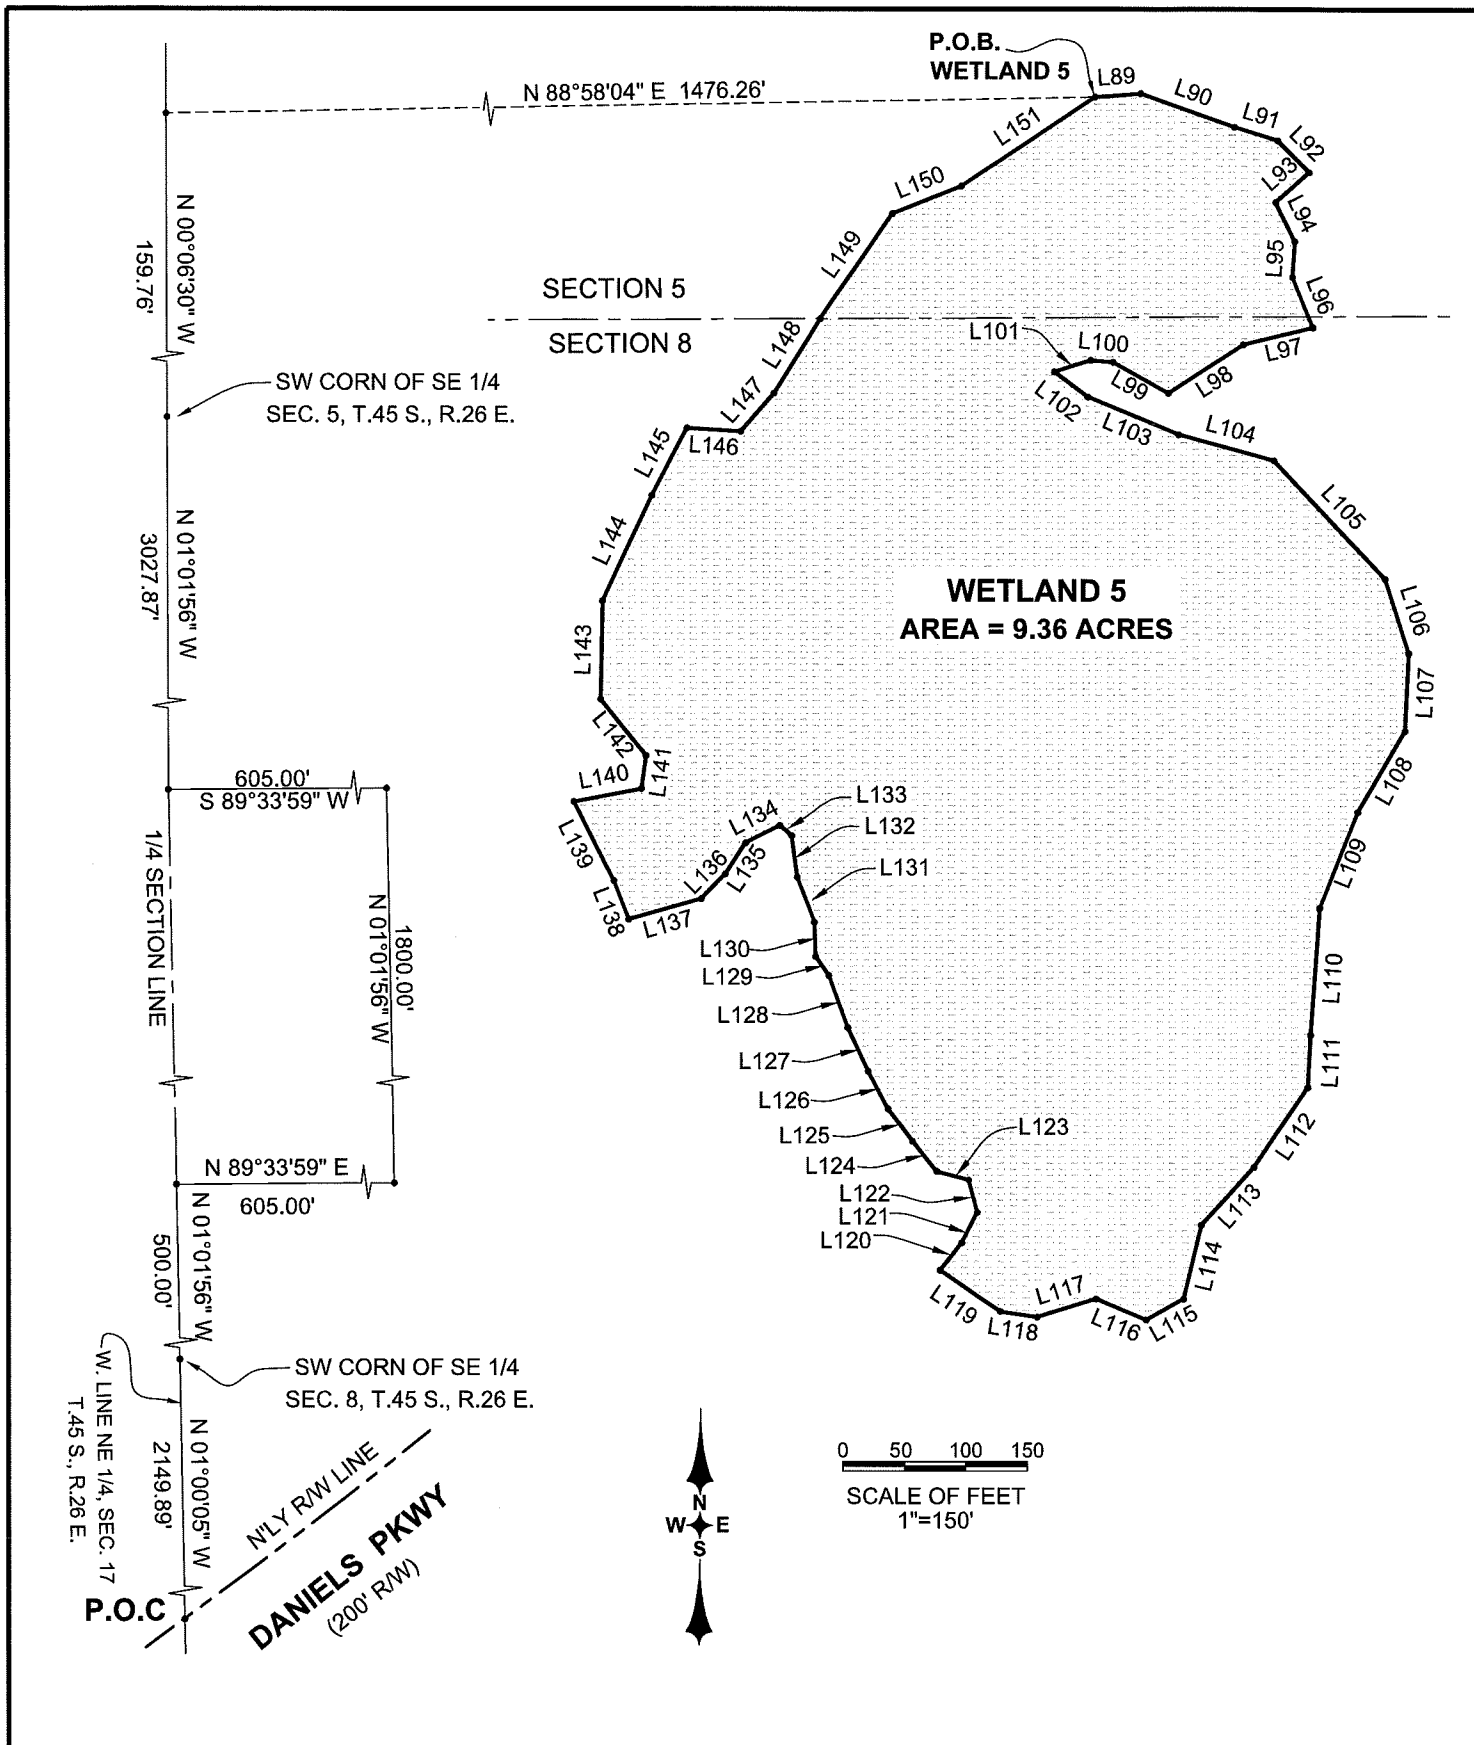 P.O.B.
WETLAND 5
N 88°58'04" E 1476.26'
L89
L90
L91
L92
L93
L94
L95
L96
L97
L98
L99
L100
L101
L102
L103
L104
L105
L106
L107
L108
L109
L110
L111
L112
L113
L114
L115
L116
L117
L118
L119
L120
L121
L122
L123
L124
L125
L126
L127
L128
L129
L130
L131
L132
L133
L134
L135
L136
L137
L138
L139
L140
L141
L142
L143
L144
L145
L146
L147
L148
L149
L150
L151
SECTION 5
SECTION 8
WETLAND 5
AREA = 9.36 ACRES
N 00°06'30" W
159.76'
SW CORN OF SE 1/4
SEC. 5, T.45 S., R.26 E.
N 01°01'56" W
3027.87'
605.00'
S 89°33'59" W
1/4 SECTION LINE
1800.00'
N 01°01'56" W
N 89°33'59" E
605.00'
N 01°01'56" W
500.00'
SW CORN OF SE 1/4
SEC. 8, T.45 S., R.26 E.
W. LINE NE 1/4, SEC. 17
T.45 S., R.26 E.
N 01°00'05" W
2149.89'
N'LY R/W LINE
DANIELS PKWY
(200' R/W)
P.O.C
N
W E
S
0 50 100 150
SCALE OF FEET
1"=150'